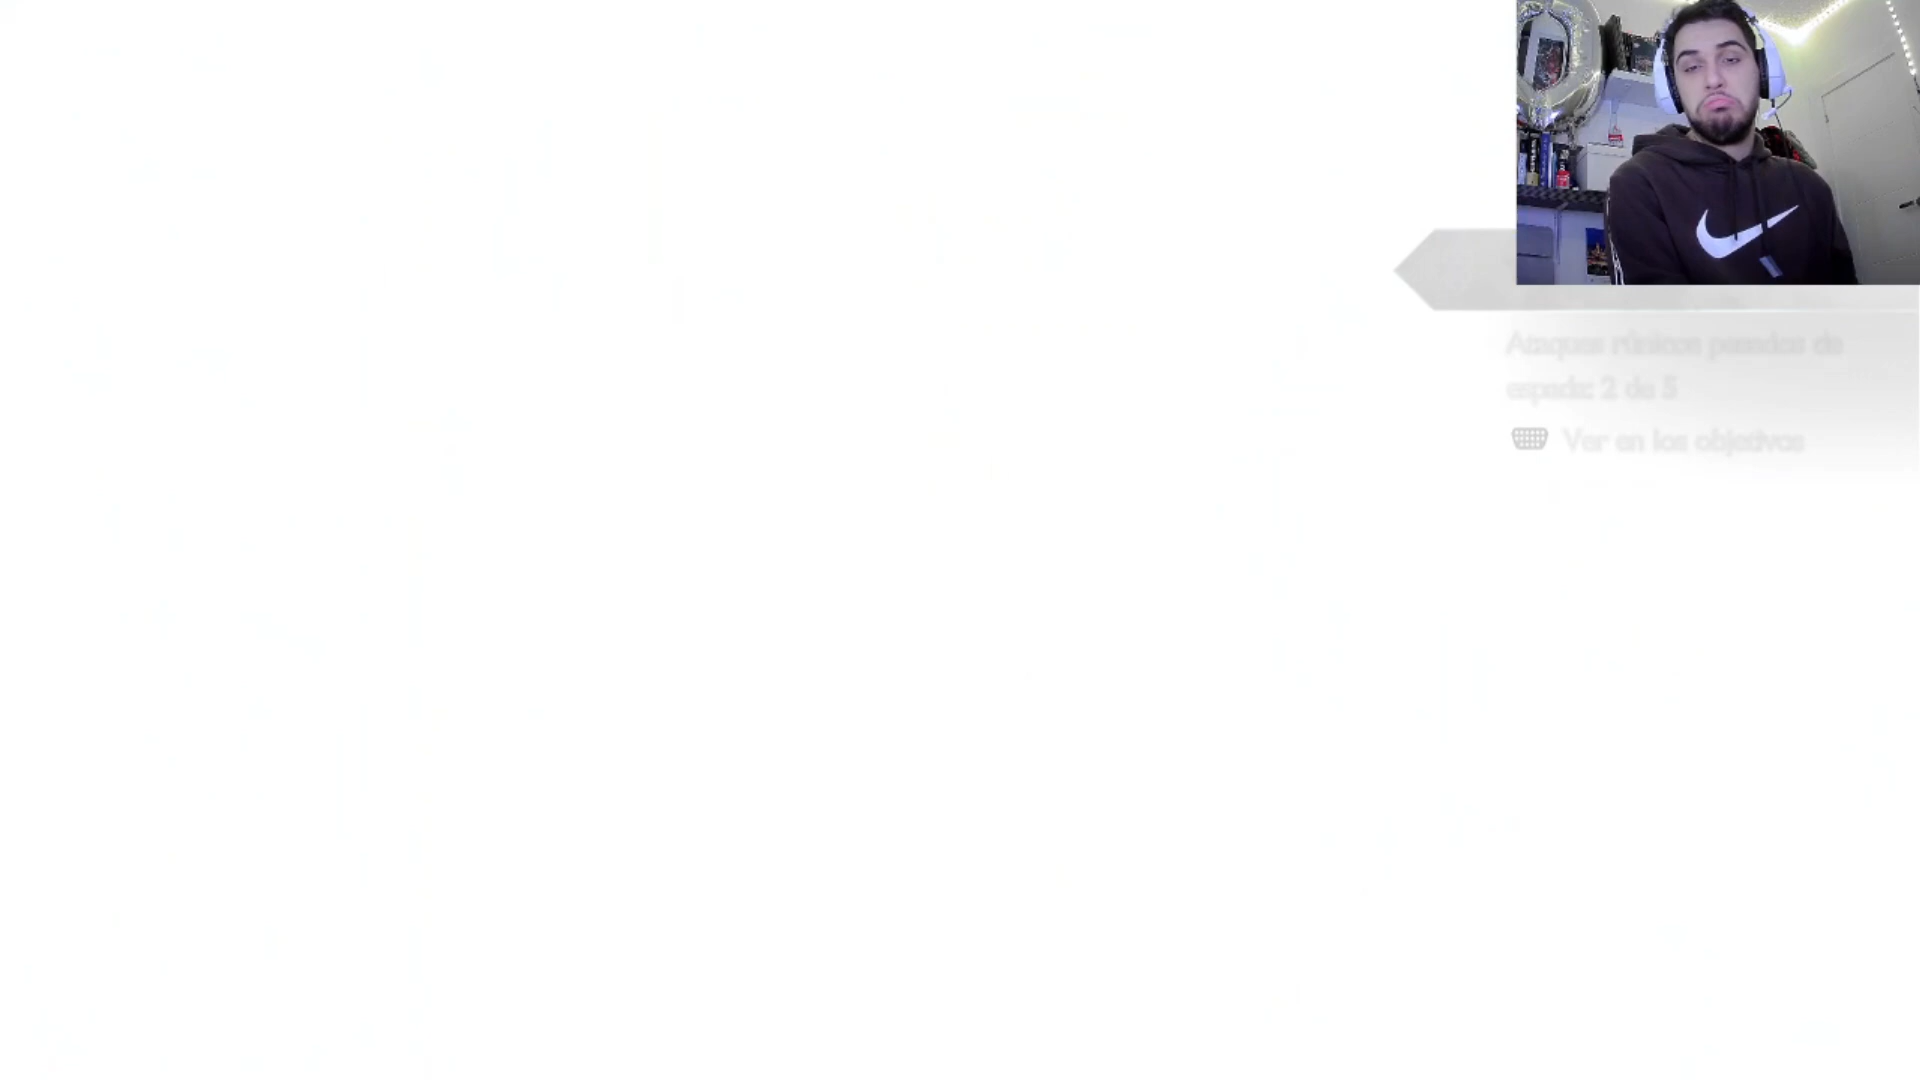 Ataques rúnicos pesados de
espada: 2 de 5
Ver en los objetivos